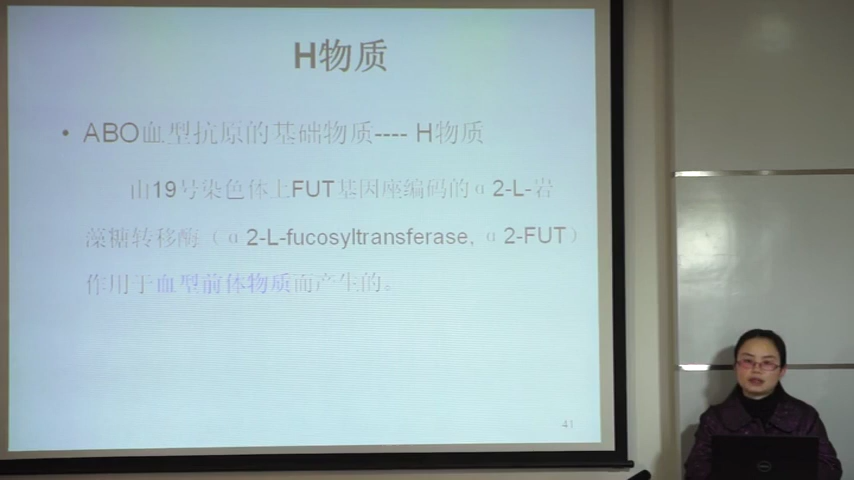 H物质
• ABO血型抗原的基础物质---- H物质
由19号染色体上FUT基因座编码的α2-L-岩
藻糖转移酶（α2-L-fucosyltransferase, α2-FUT）
作用于血型前体物质而产生的。
41
DELL